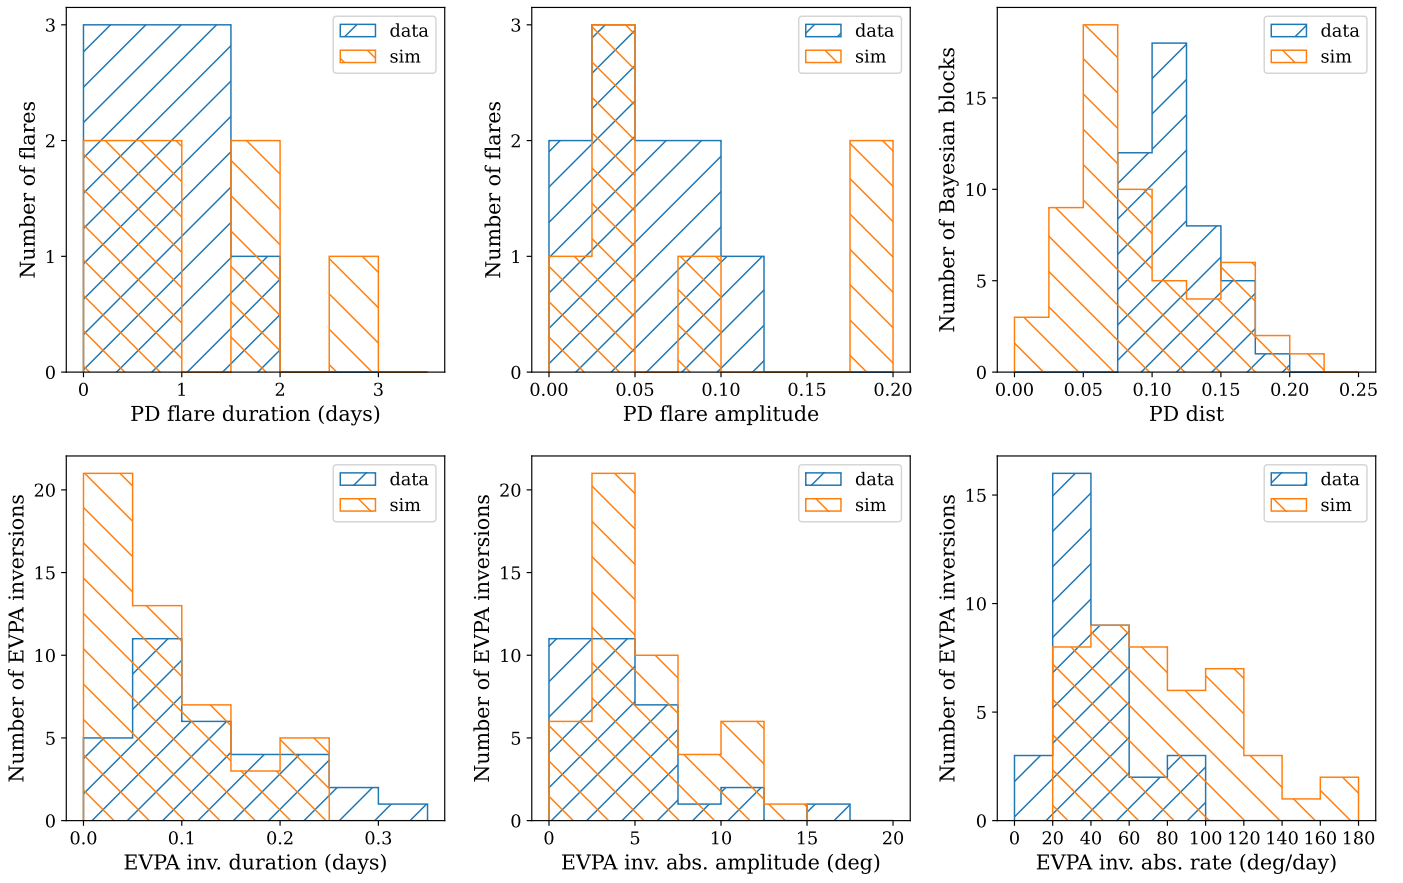 Number of flares
3
2
1
0
0
1
2
3
PD flare duration (days)
data
sim
Number of flares
3
2
1
0
0.00
0.05
0.10
0.15
0.20
PD flare amplitude
data
sim
Number of Bayesian blocks
15
10
5
0
0.00
0.05
0.10
0.15
0.20
0.25
PD dist
data
sim
Number of EVPA inversions
20
15
10
5
0
0.0
0.1
0.2
0.3
EVPA inv. duration (days)
data
sim
Number of EVPA inversions
20
15
10
5
0
0
5
10
15
20
EVPA inv. abs. amplitude (deg)
data
sim
Number of EVPA inversions
15
10
5
0
0
20
40
60
80
100
120
140
160
180
EVPA inv. abs. rate (deg/day)
data
sim